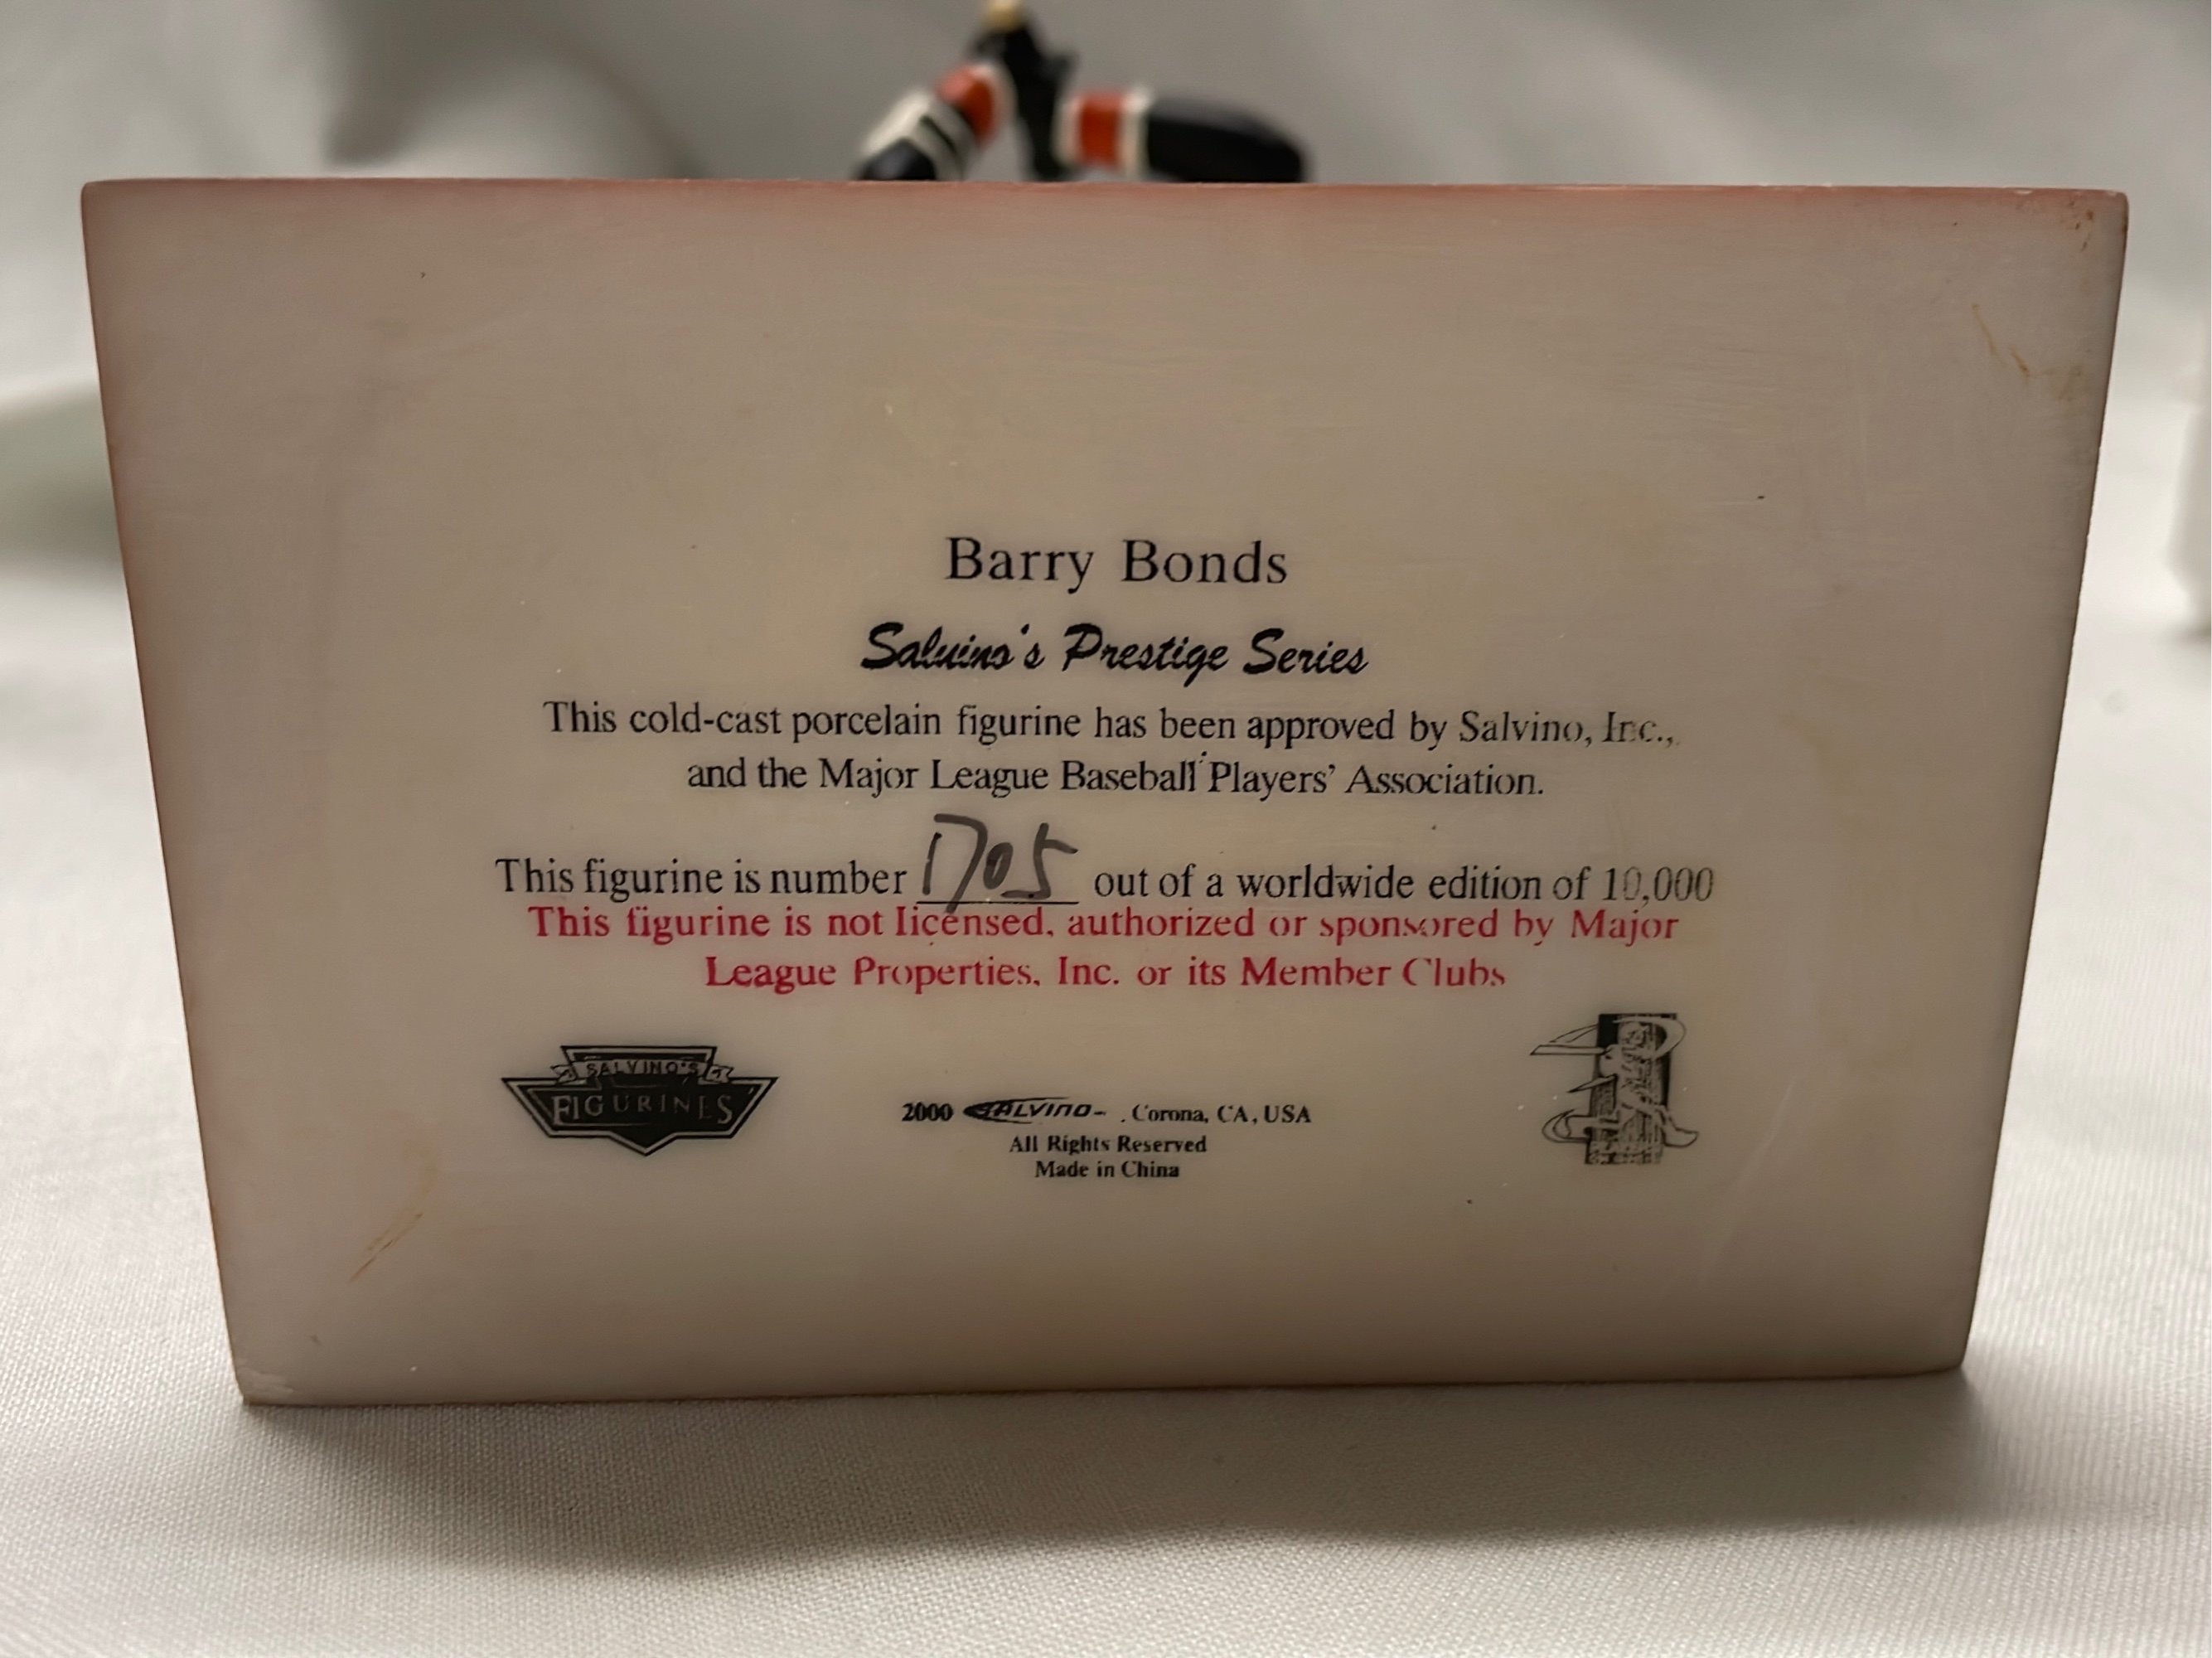 Barry Bonds
Salvino's Prestige Series
This cold-cast porcelain figurine has been approved by Salvino, Inc.,
and the Major League Baseball Players' Association.
This figurine is number 1705 out of a worldwide edition of 10,000
This figurine is not licensed, authorized or sponsored by Major
League Properties, Inc. or its Member Clubs
SALVINO'S
FIGURINES
2000 SALVINO . Corona, CA, USA
All Rights Reserved
Made in China